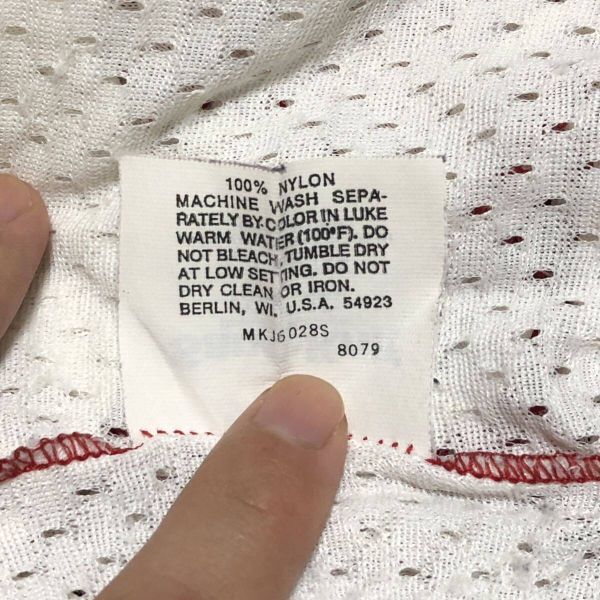 100% NYLON
MACHINE WASH SEPA-
RATELY BY COLOR IN LUKE
WARM WATER (100°F). DO
NOT BLEACH, TUMBLE DRY
AT LOW SETTING. DO NOT
DRY CLEAN OR IRON.
BERLIN, WI. U.S.A. 54923
MKJ6028S
8079